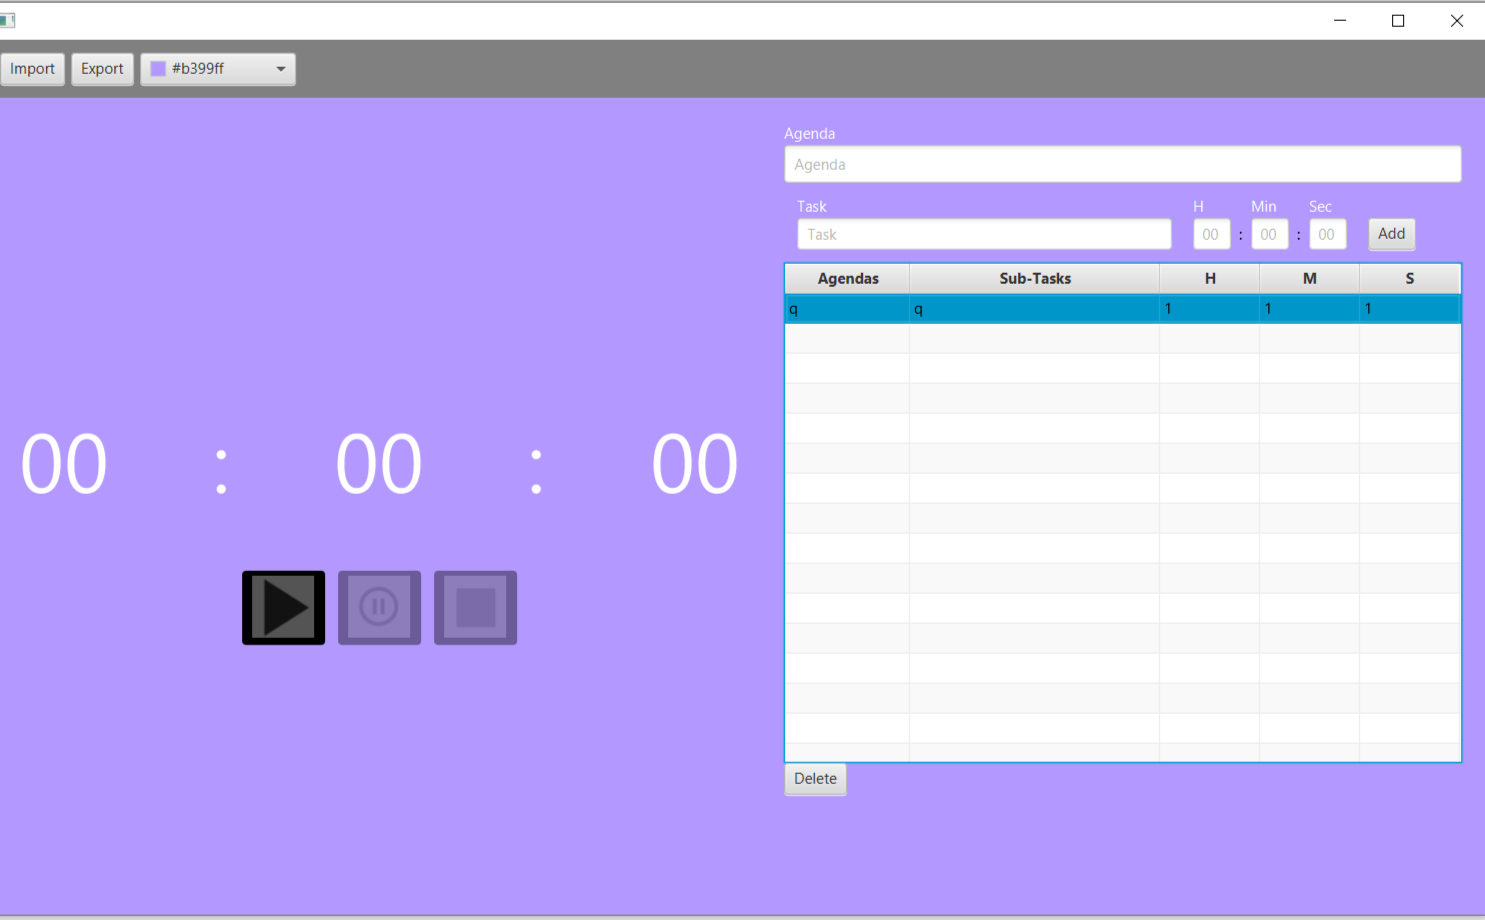 Import Export #b399ff
Agenda
Agenda
Task H Min Sec
Task 00 : 00 : 00 Add
Agendas Sub-Tasks H M S
q q 1 1 1
00 : 00 : 00
Delete